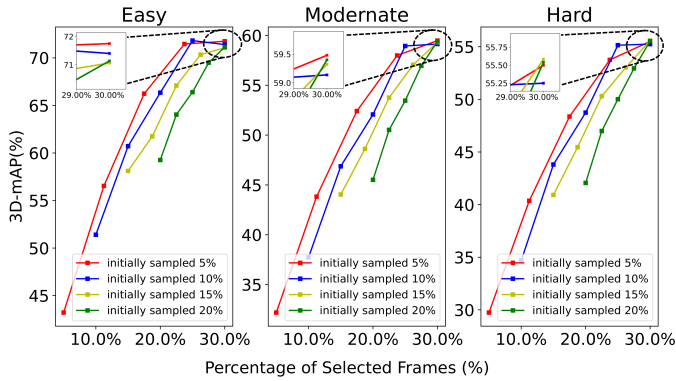 Easy
Modernate
Hard
3D-mAP(%)
70
65
60
55
50
45
72
71
29.00% 30.00%
initially sampled 5%
initially sampled 10%
initially sampled 15%
initially sampled 20%
10.0% 20.0% 30.0%
60
55
50
45
40
35
59.5
59.0
29.00% 30.00%
initially sampled 5%
initially sampled 10%
initially sampled 15%
initially sampled 20%
10.0% 20.0% 30.0%
55
50
45
40
35
30
55.75
55.50
55.25
29.00% 30.00%
initially sampled 5%
initially sampled 10%
initially sampled 15%
initially sampled 20%
10.0% 20.0% 30.0%
Percentage of Selected Frames (%)